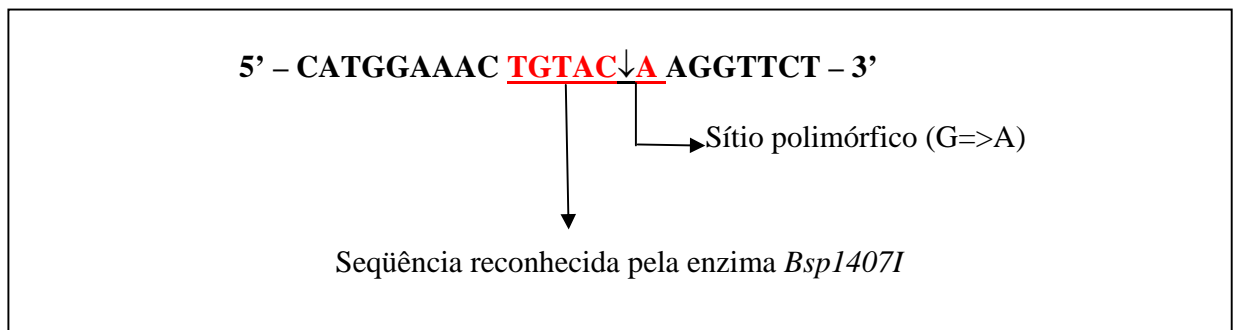 5’ – CATGGAAAC TGTAC↓A AGGTTCT – 3’
Sítio polimórfico (G=>A)
Seqüência reconhecida pela enzima Bsp1407I